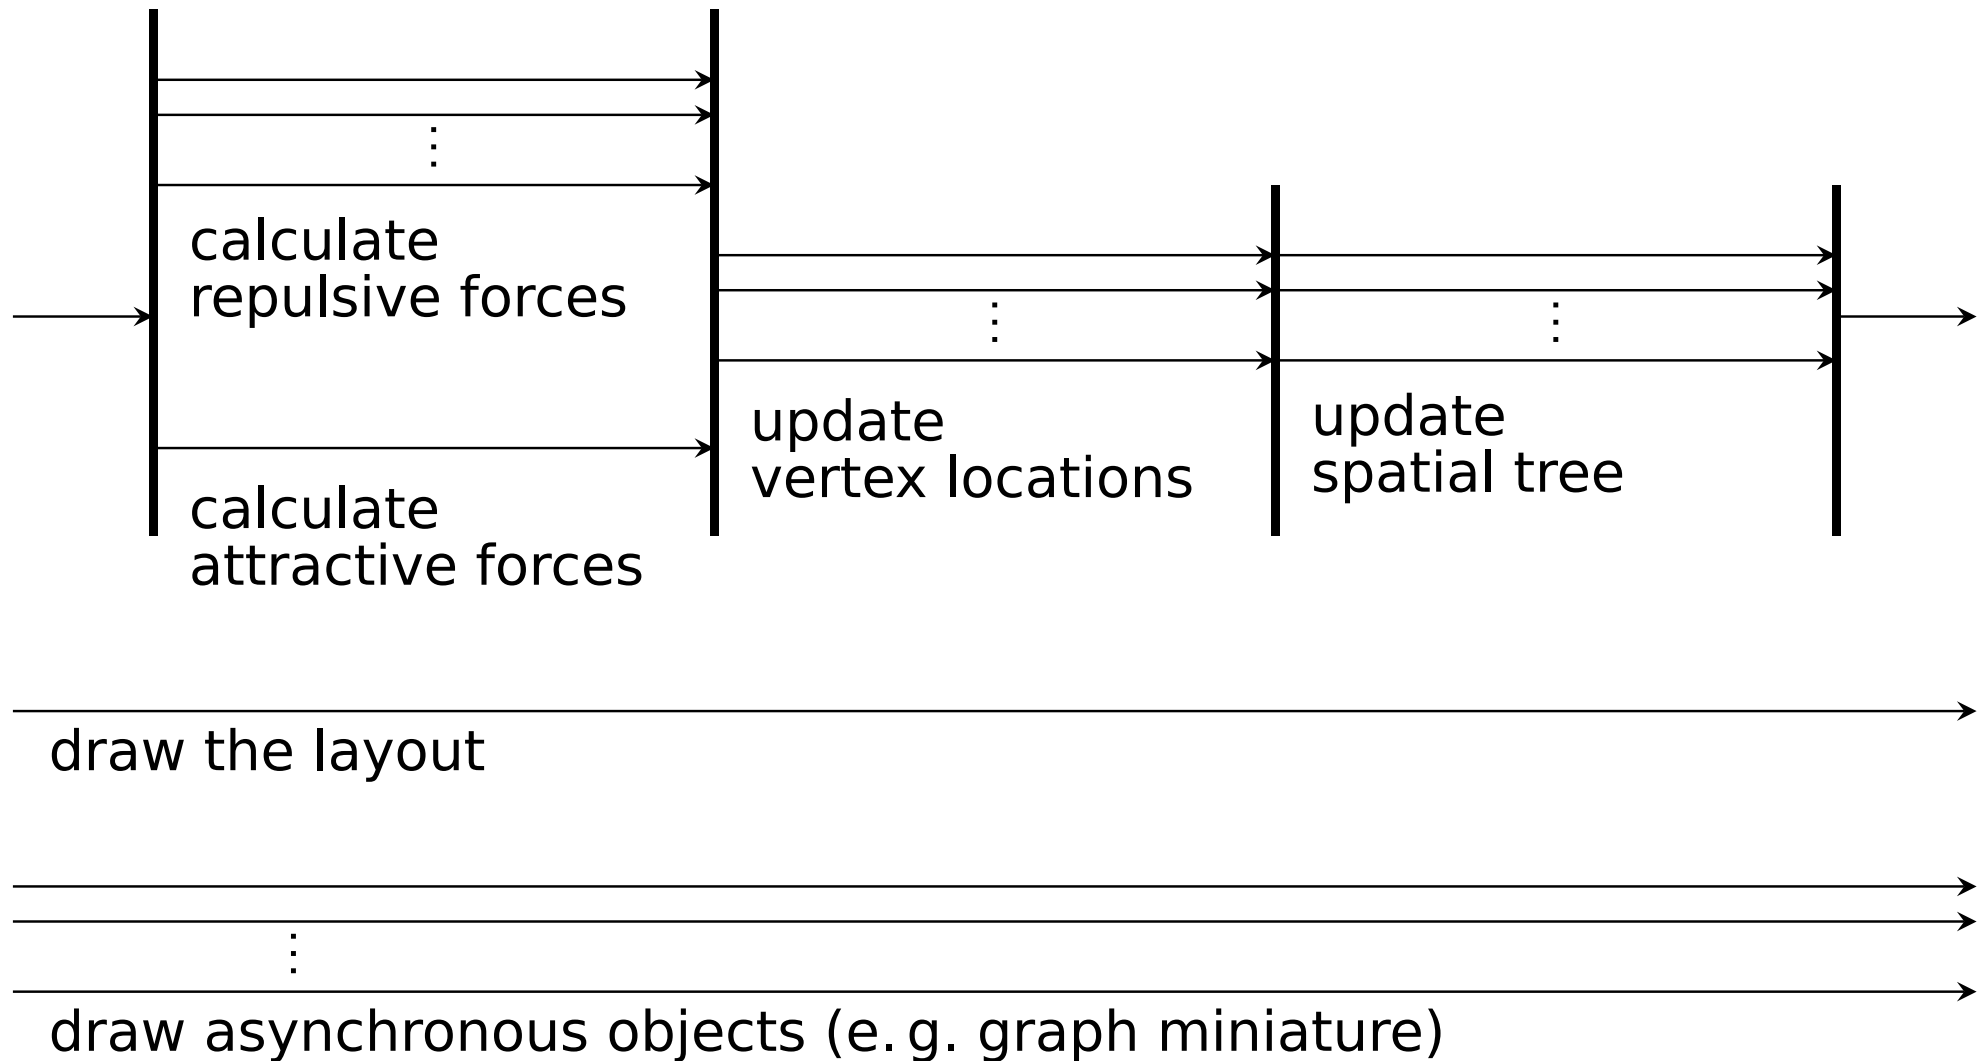 calculate
repulsive forces
calculate
attractive forces
update
vertex locations
update
spatial tree
draw the layout
draw asynchronous objects (e. g. graph miniature)